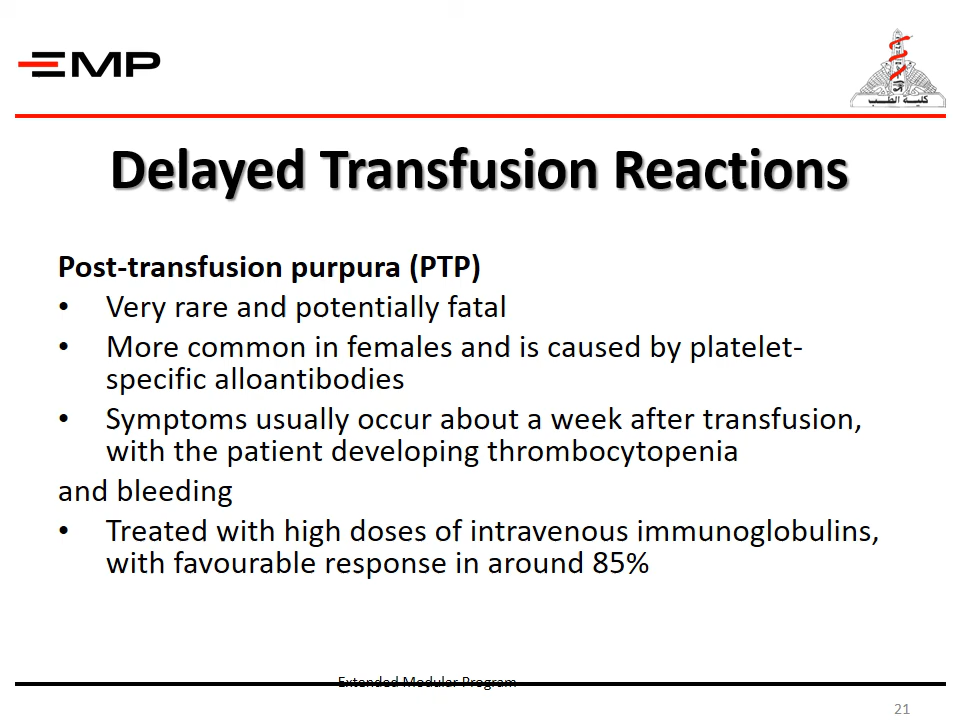 EMP
كلية الطب
Delayed Transfusion Reactions
Post-transfusion purpura (PTP)
• Very rare and potentially fatal
• More common in females and is caused by platelet-
specific alloantibodies
• Symptoms usually occur about a week after transfusion,
with the patient developing thrombocytopenia
and bleeding
• Treated with high doses of intravenous immunoglobulins,
with favourable response in around 85%
Extended Modular Program
21